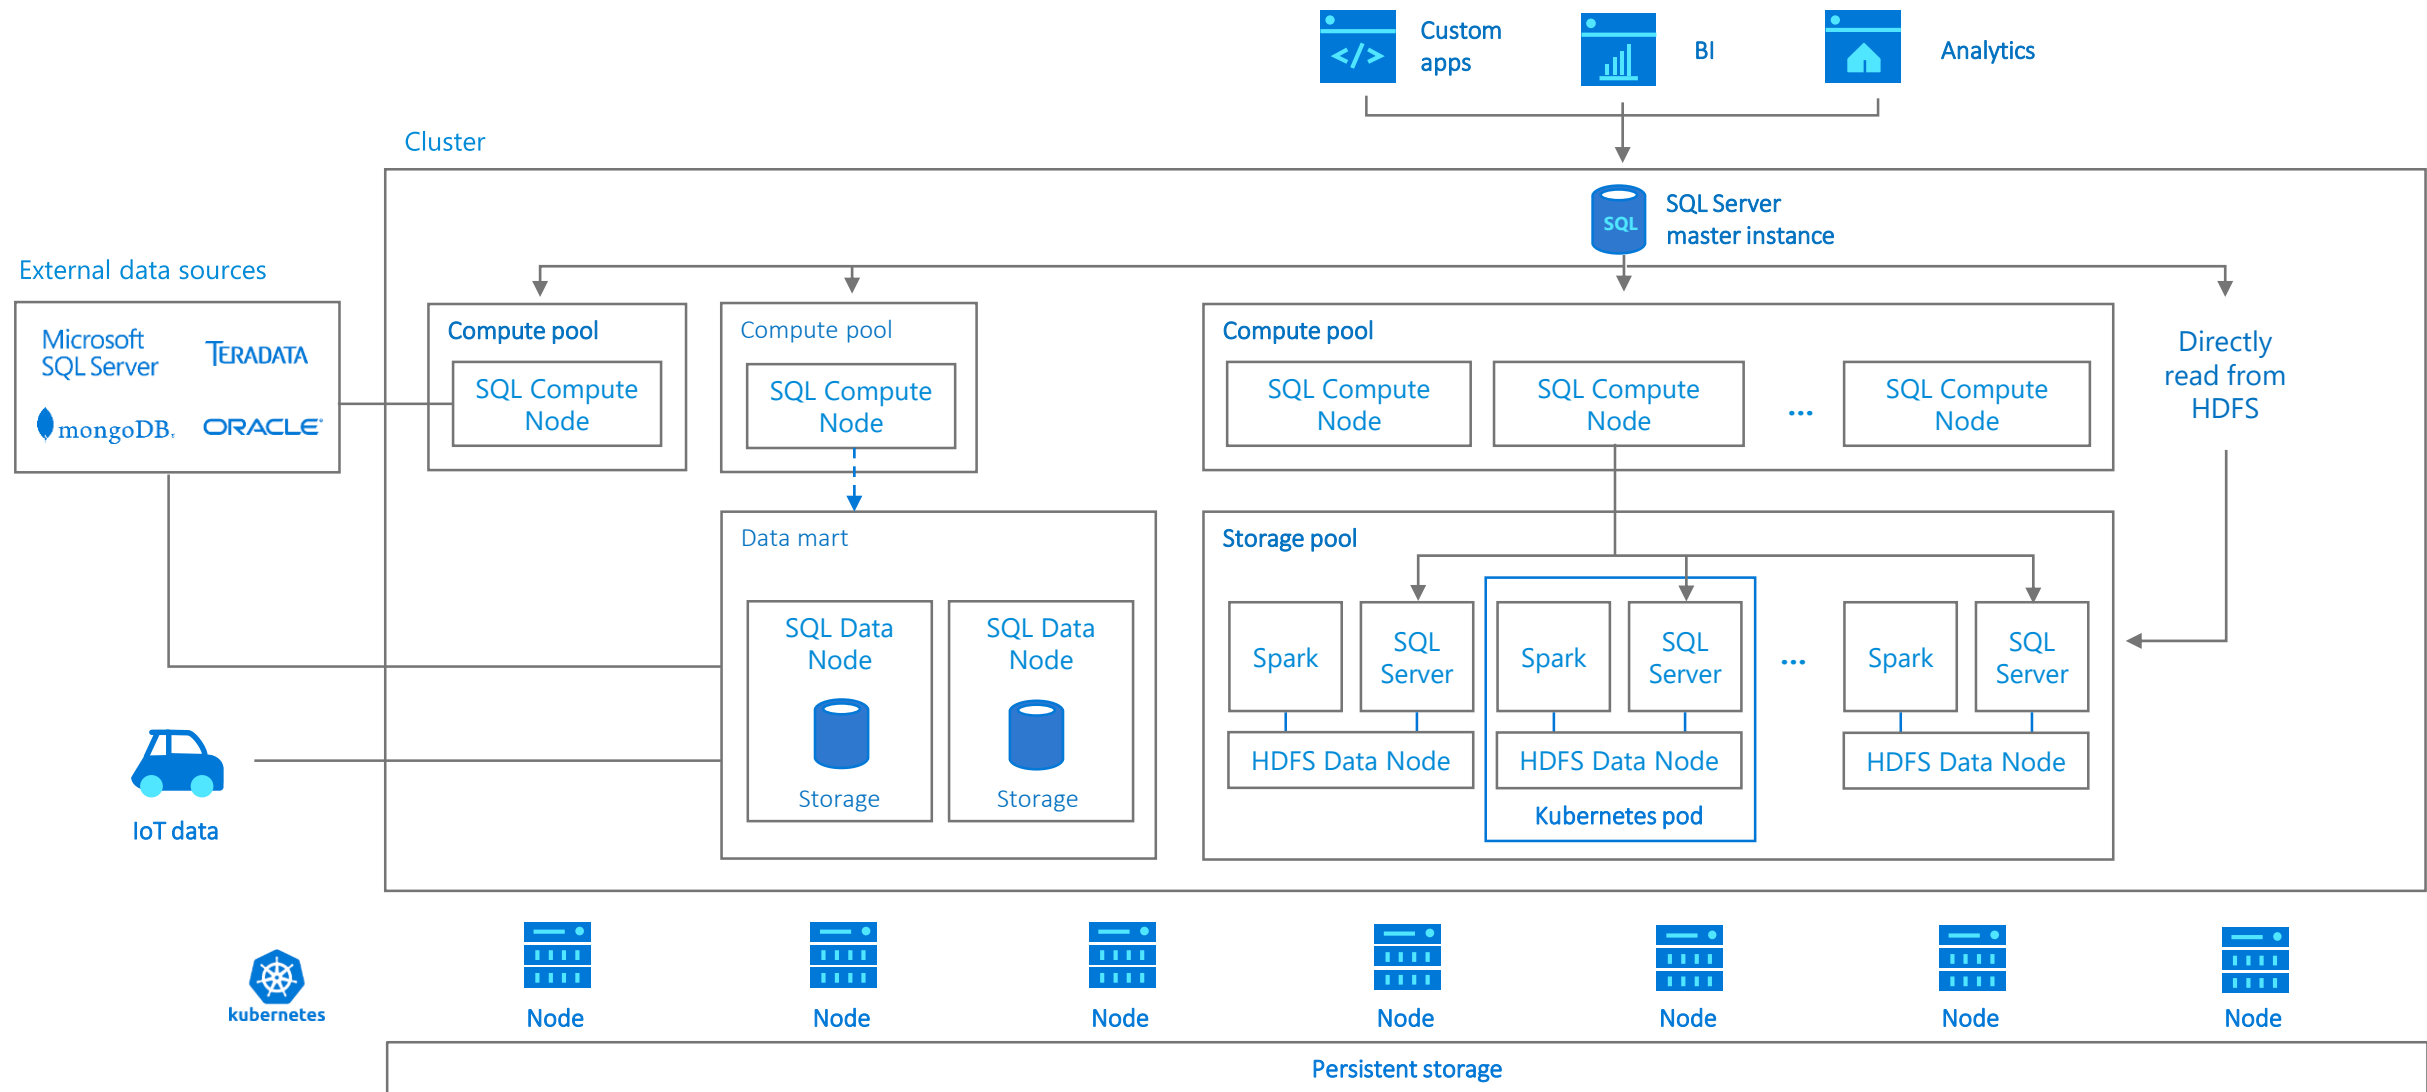 Custom
apps
BI
Analytics
Cluster
SQL
SQL Server
master instance
External data sources
Microsoft
SQL Server
TERADATA
mongoDB.
ORACLE
Compute pool
SQL Compute
Node
Compute pool
SQL Compute
Node
Compute pool
SQL Compute
Node
SQL Compute
Node
...
SQL Compute
Node
Directly
read from
HDFS
Data mart
SQL Data
Node
Storage
SQL Data
Node
Storage
Storage pool
Spark
SQL
Server
HDFS Data Node
Spark
SQL
Server
HDFS Data Node
Kubernetes pod
...
Spark
SQL
Server
HDFS Data Node
IoT data
kubernetes
Node
Node
Node
Node
Node
Node
Node
Persistent storage